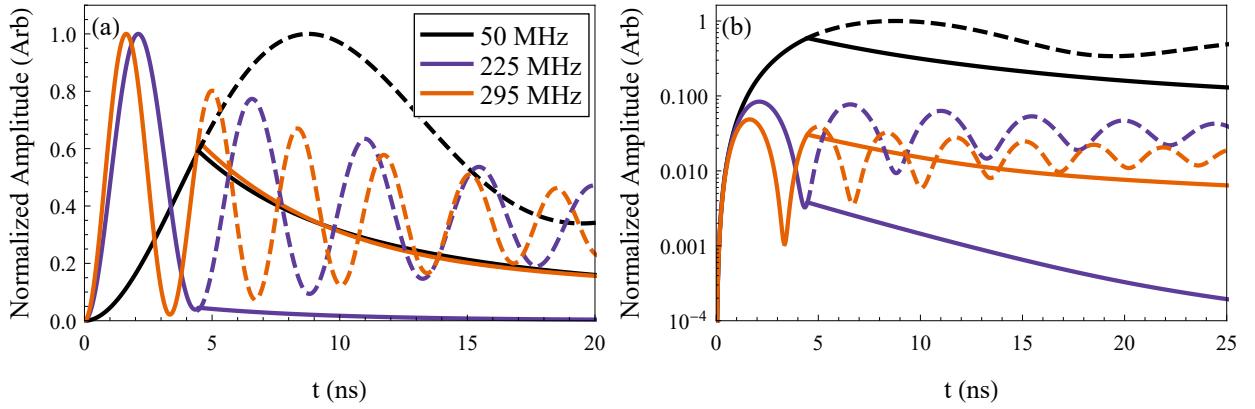 (a)
50 MHz
225 MHz
295 MHz
Normalized Amplitude (Arb)
1.0
0.8
0.6
0.4
0.2
0.0
0 5 10 15 20
t (ns)
(b)
Normalized Amplitude (Arb)
1
0.100
0.010
0.001
10⁻⁴
0 5 10 15 20 25
t (ns)